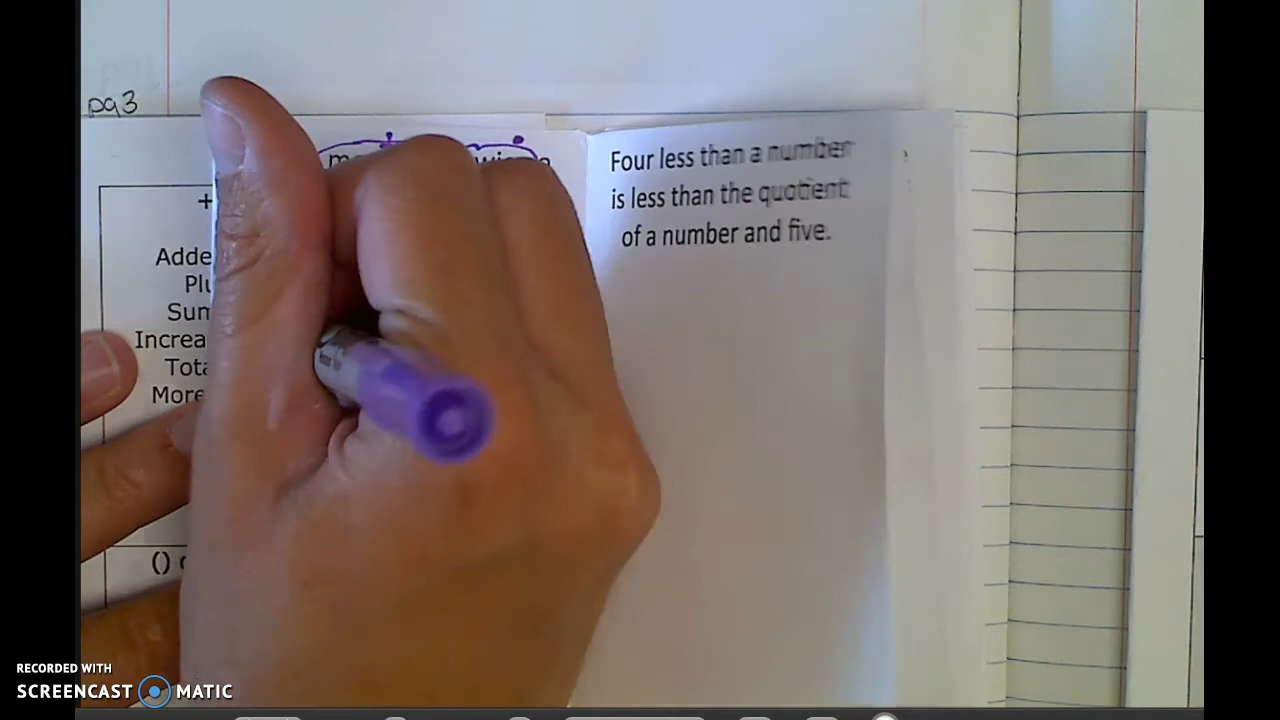 pg3
Four less than a number
is less than the quotient
of a number and five.
+
Adde
Plu
Sum
Increa
Tota
More
()
RECORDED WITH
SCREENCAST MATIC